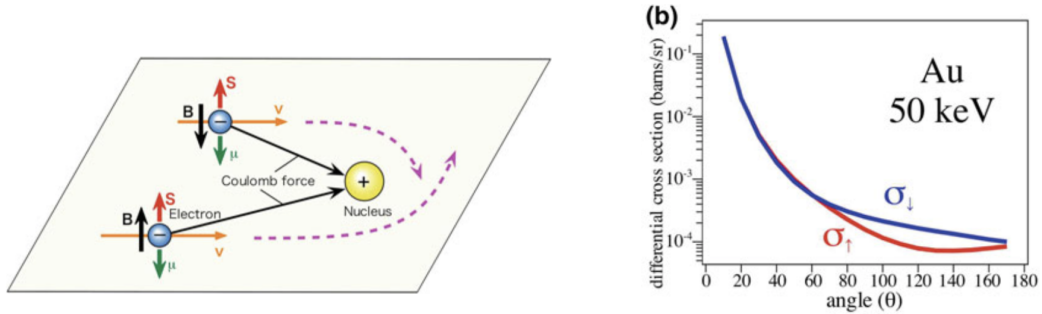 S
B
v
−
μ
Coulomb force
+
Nucleus
S
B
Electron
−
v
μ
(b)
differential cross section (barns/sr)
10⁻¹
10⁻²
10⁻³
10⁻⁴
Au
50 keV
σ↓
σ↑
0 20 40 60 80 100 120 140 160 180
angle (θ)